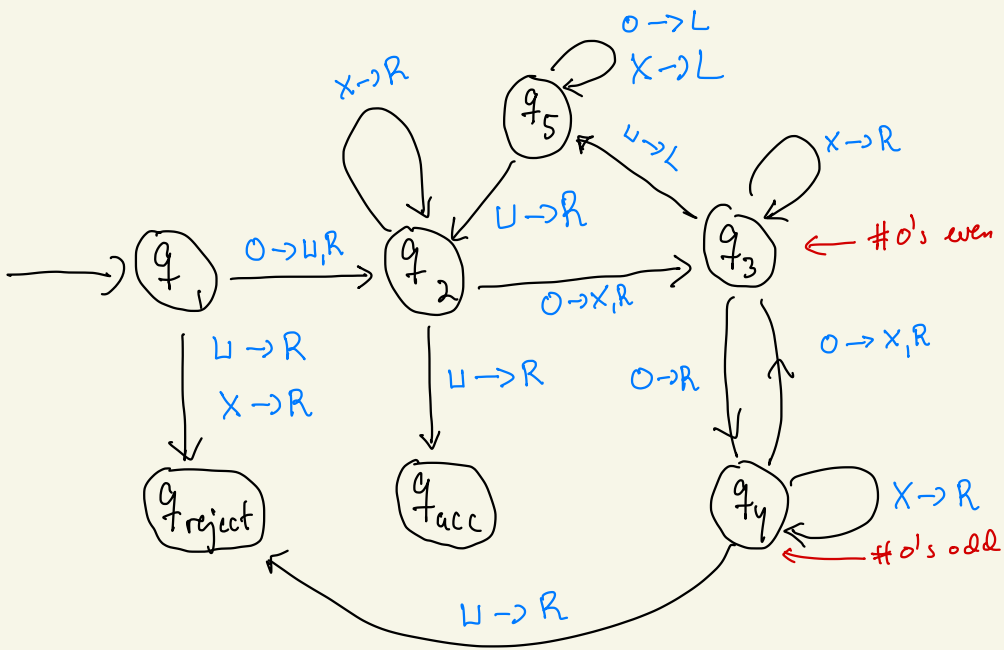 0→L
X→L
X→R
q5
⊔→L
X→R
⊔→R
#0's even
q1
0→⊔,R
q2
0→X,R
q3
⊔→R
X→R
⊔→R
0→R
0→X,R
qreject
qacc
q4
X→R
#0's odd
⊔→R